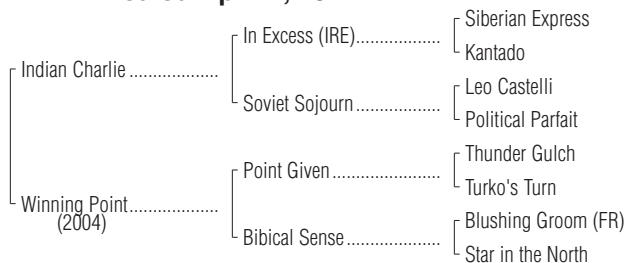 Siberian Express
In Excess (IRE)
Kantado
Indian Charlie
Leo Castelli
Soviet Sojourn
Political Parfait
Thunder Gulch
Point Given
Turko's Turn
Winning Point
(2004)
Blushing Groom (FR)
Bibical Sense
Star in the North